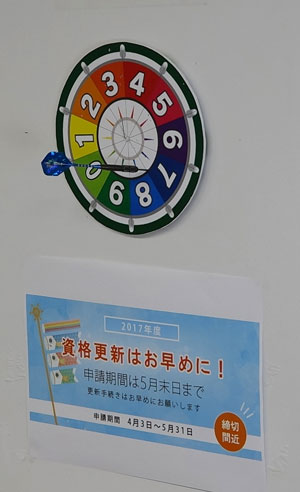 0 1 2 3 4 5 6 7 8 9
2017年度
資格更新はお早めに！
申請期間は5月末日まで
更新手続きはお早めにお願いします
申請期間 4月3日～5月31日
締切
間近